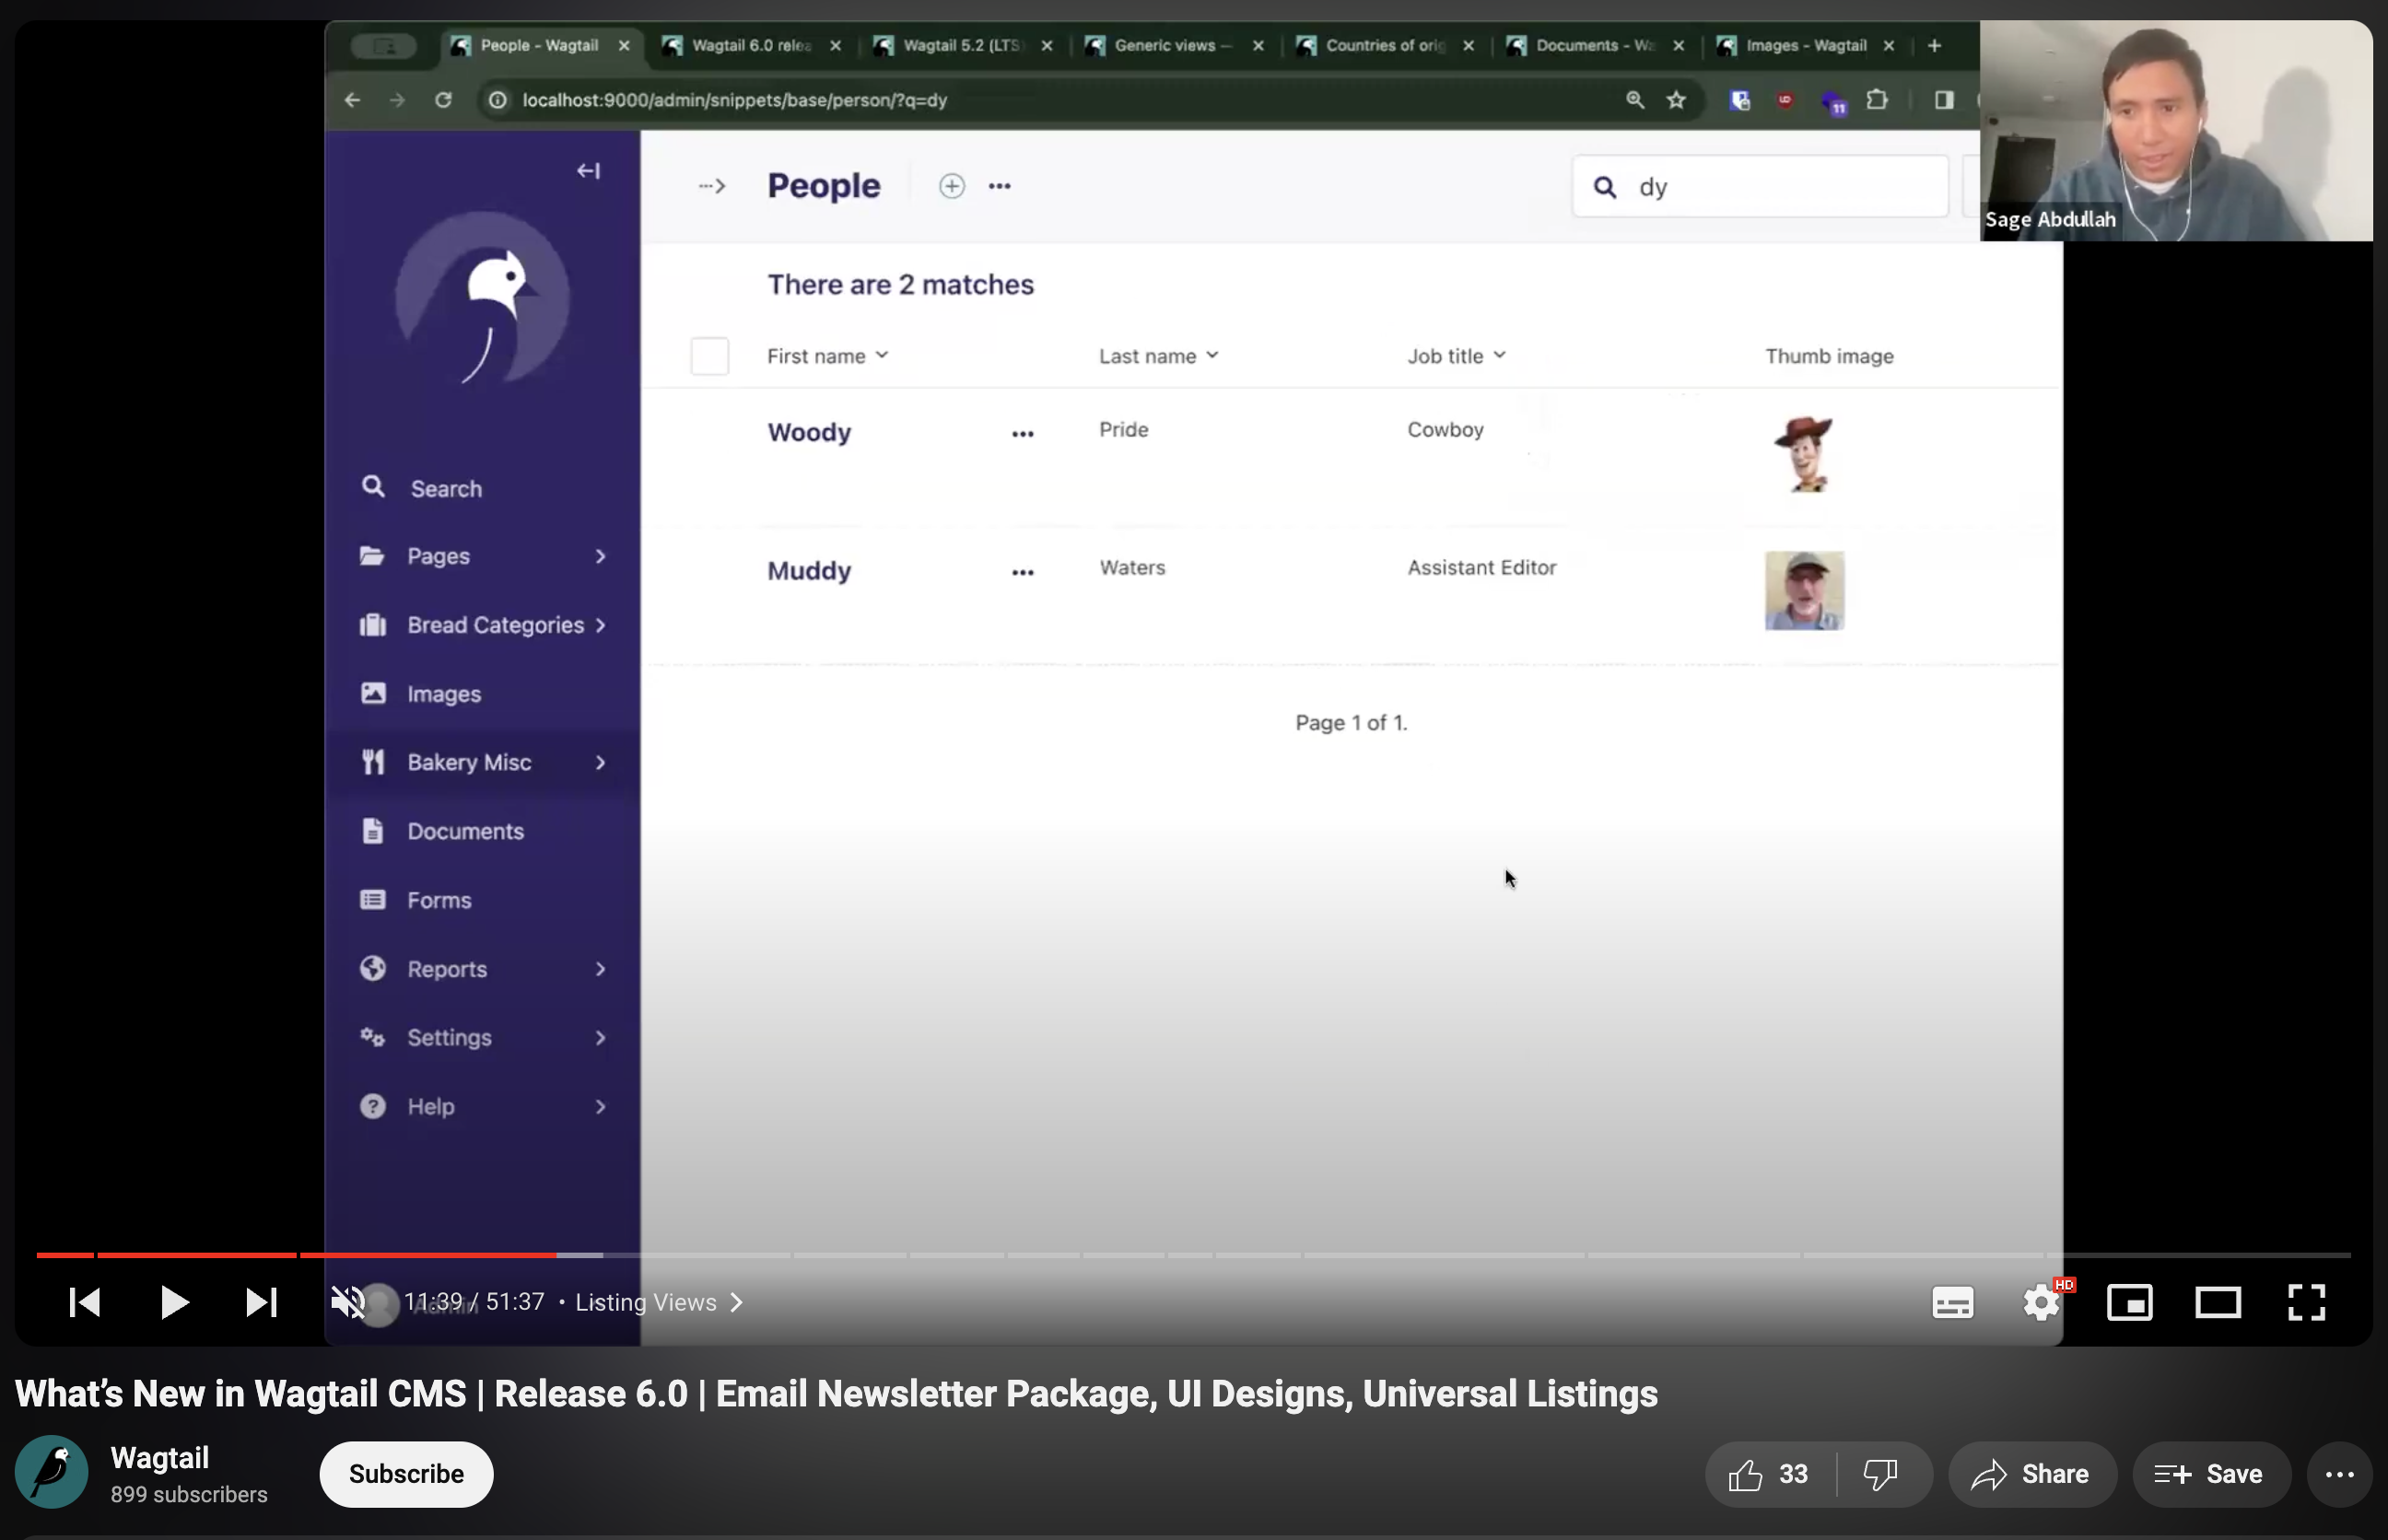 People - Wagtail
Wagtail 6.0 relea
Wagtail 5.2 (LTS
Generic views —
Countries of orig
Documents - Wa
Images - Wagtail
localhost:9000/admin/snippets/base/person/?q=dy
11
Sage Abdullah
People
dy
There are 2 matches
First name Last name Job title Thumb image
Woody Pride Cowboy
Muddy Waters Assistant Editor
Page 1 of 1.
Search
Pages
Bread Categories
Images
Bakery Misc
Documents
Forms
Reports
Settings
Help
Admin
11:39 / 51:37 • Listing Views
HD
What's New in Wagtail CMS | Release 6.0 | Email Newsletter Package, UI Designs, Universal Listings
Wagtail
899 subscribers
Subscribe
33
Share
Save